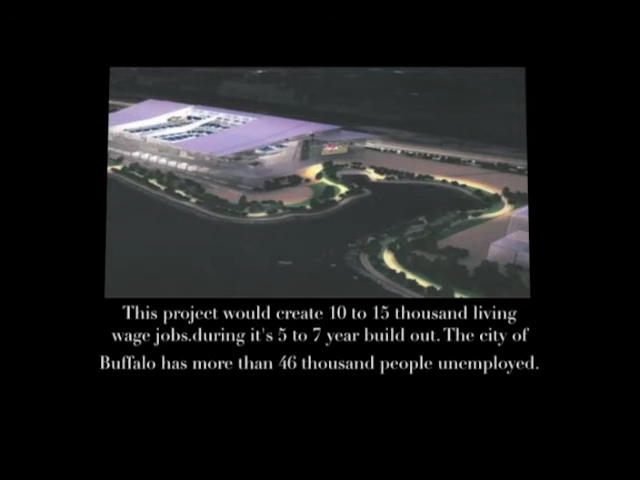 This project would create 10 to 15 thousand living
wage jobs.during it's 5 to 7 year build out. The city of
Buffalo has more than 46 thousand people unemployed.